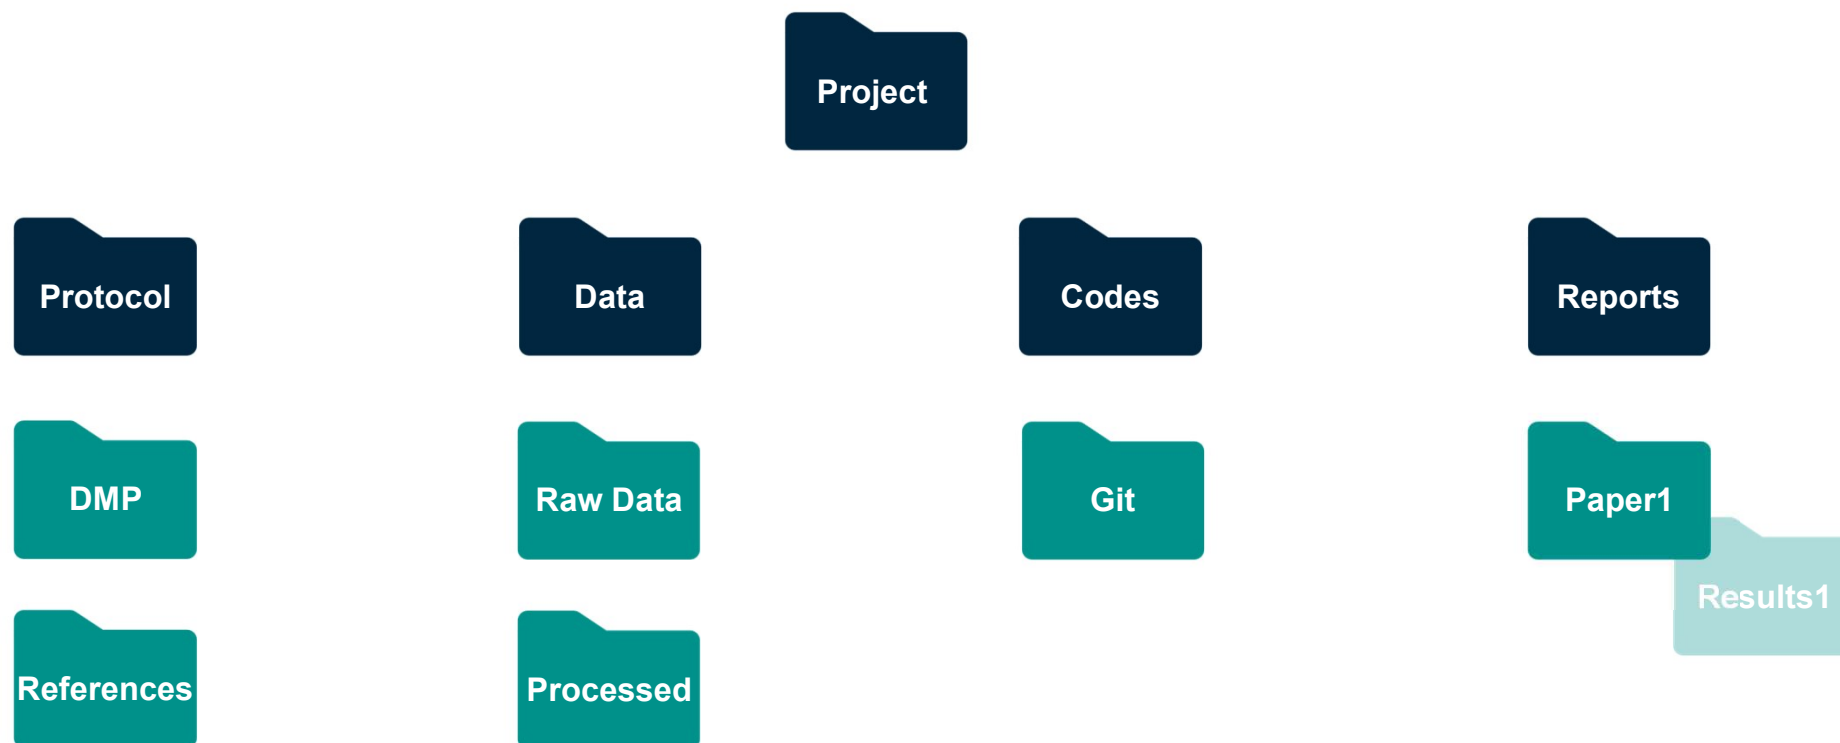 Project
Protocol
Data
Codes
Reports
DMP
Raw Data
Git
Paper1
Results1
References
Processed